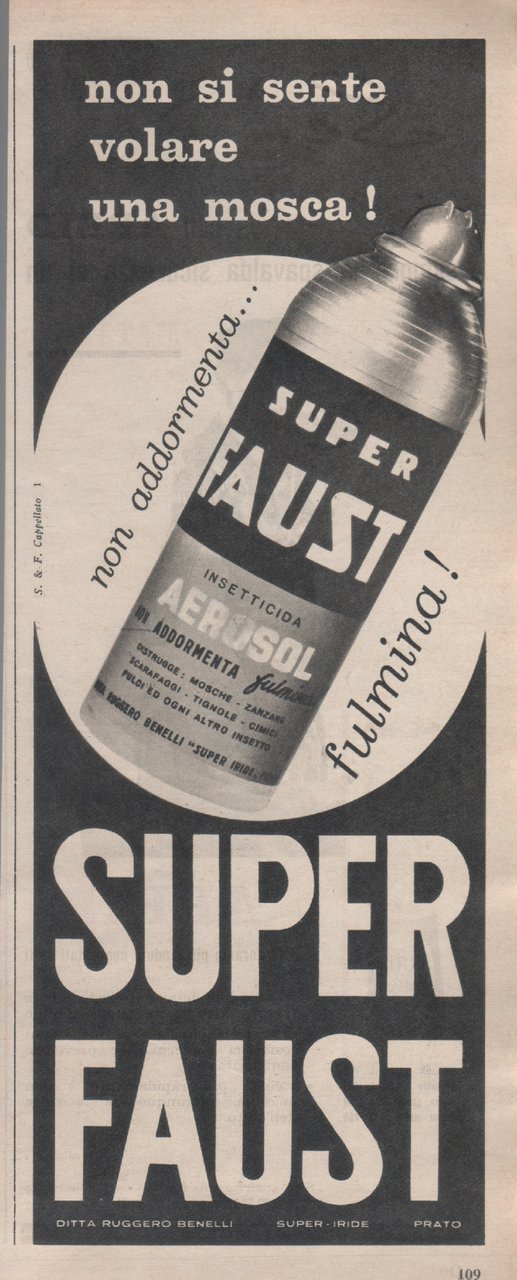 non si sente
volare
una mosca !
non addormenta...
SUPER
FAUST
INSETTICIDA
AEROSOL
NON ADDORMENTA fulmina
DISTRUGGE: MOSCHE - ZANZARE
SCARAFAGGI - TIGNOLE - CIMICI
PULCI ED OGNI ALTRO INSETTO
RUGGERO BENELLI "SUPER IRIDE"
fulmina !
S. & F. Cappellato 1
SUPER
FAUST
DITTA RUGGERO BENELLI SUPER-IRIDE PRATO
109